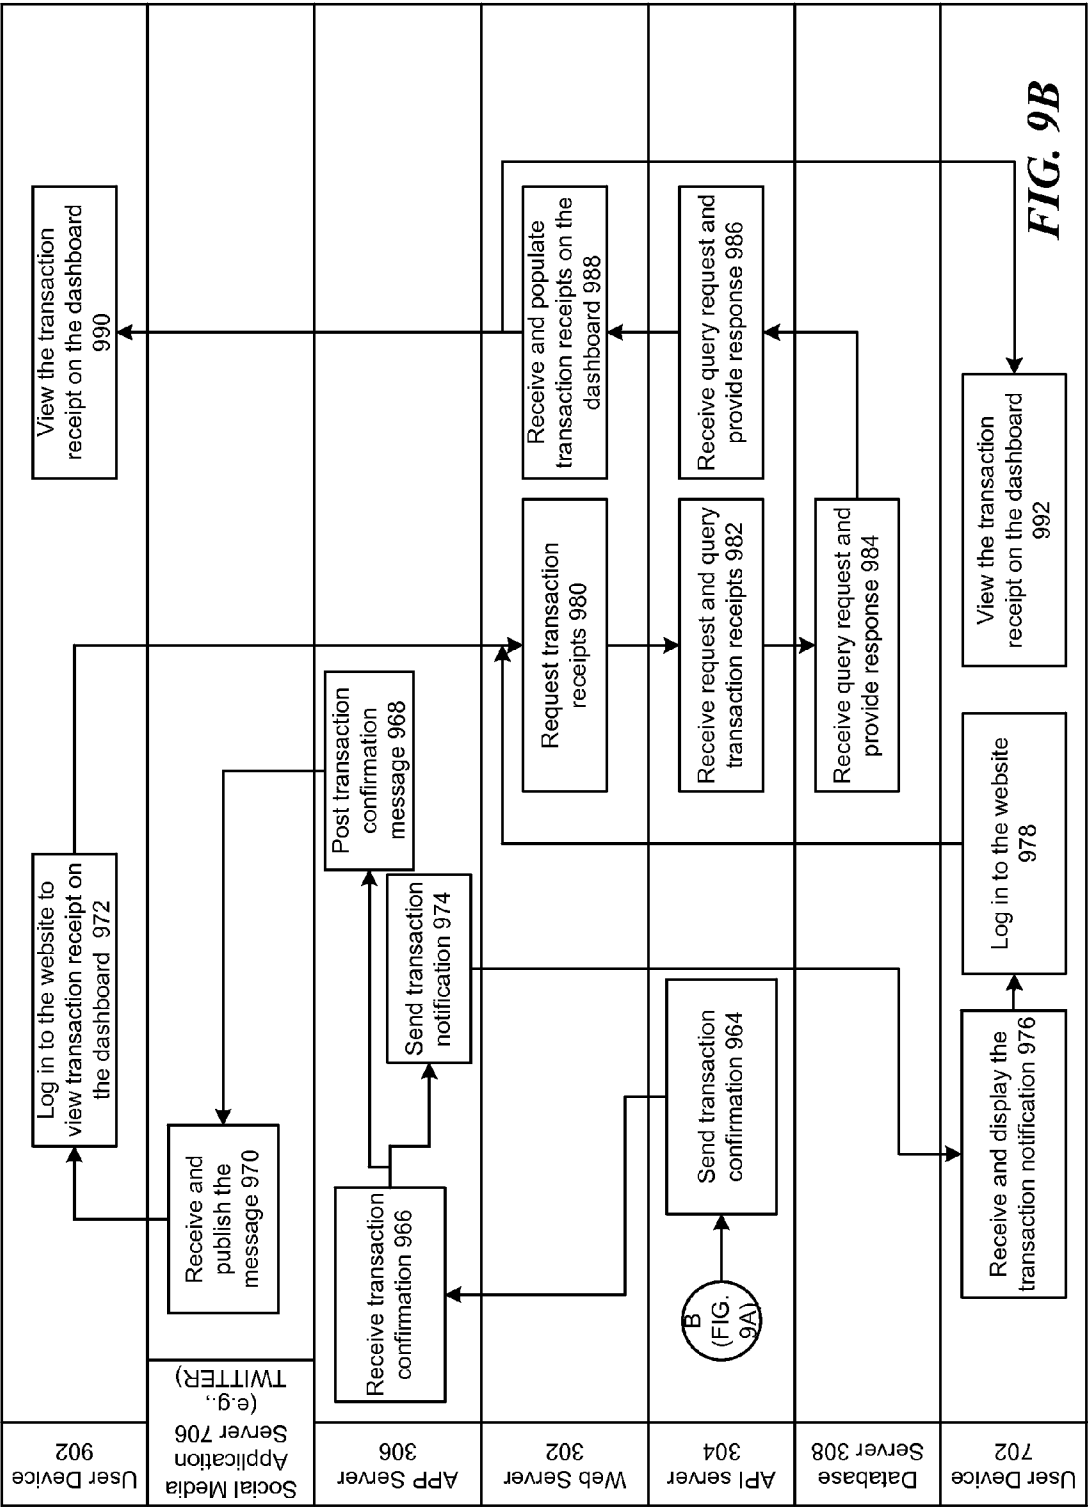 User Device
902
Log in to the website to
view transaction receipt on
the dashboard 972
View the transaction
receipt on the dashboard
990
Social Media
Application
Server 706
(e.g.,
TWITTER)
Receive and
publish the
message 970
APP Server
306
Receive transaction
confirmation 966
Send transaction
notification 974
Post transaction
confirmation
message 968
Web Server
302
Request transaction
receipts 980
Receive and populate
transaction receipts on the
dashboard 988
API server
304
B
(FIG.
9A)
Send transaction
confirmation 964
Receive request and query
transaction receipts 982
Receive query request and
provide response 986
Database
Server 308
Receive query request and
provide response 984
User Device
702
Receive and display the
transaction notification 976
Log in to the website
978
View the transaction
receipt on the dashboard
992
FIG. 9B